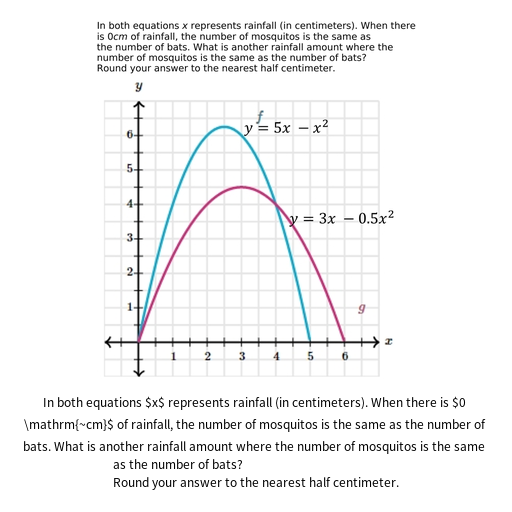 In both equations x represents rainfall (in centimeters). When there
is 0cm of rainfall, the number of mosquitos is the same as
the number of bats. What is another rainfall amount where the
number of mosquitos is the same as the number of bats?
Round your answer to the nearest half centimeter.
y
f
y = 5x − x²
6
5
4
y = 3x − 0.5x²
3
2
1
g
x
1 2 3 4 5 6
In both equations $x$ represents rainfall (in centimeters). When there is $0
\mathrm{~cm}$ of rainfall, the number of mosquitos is the same as the number of
bats. What is another rainfall amount where the number of mosquitos is the same
as the number of bats?
Round your answer to the nearest half centimeter.